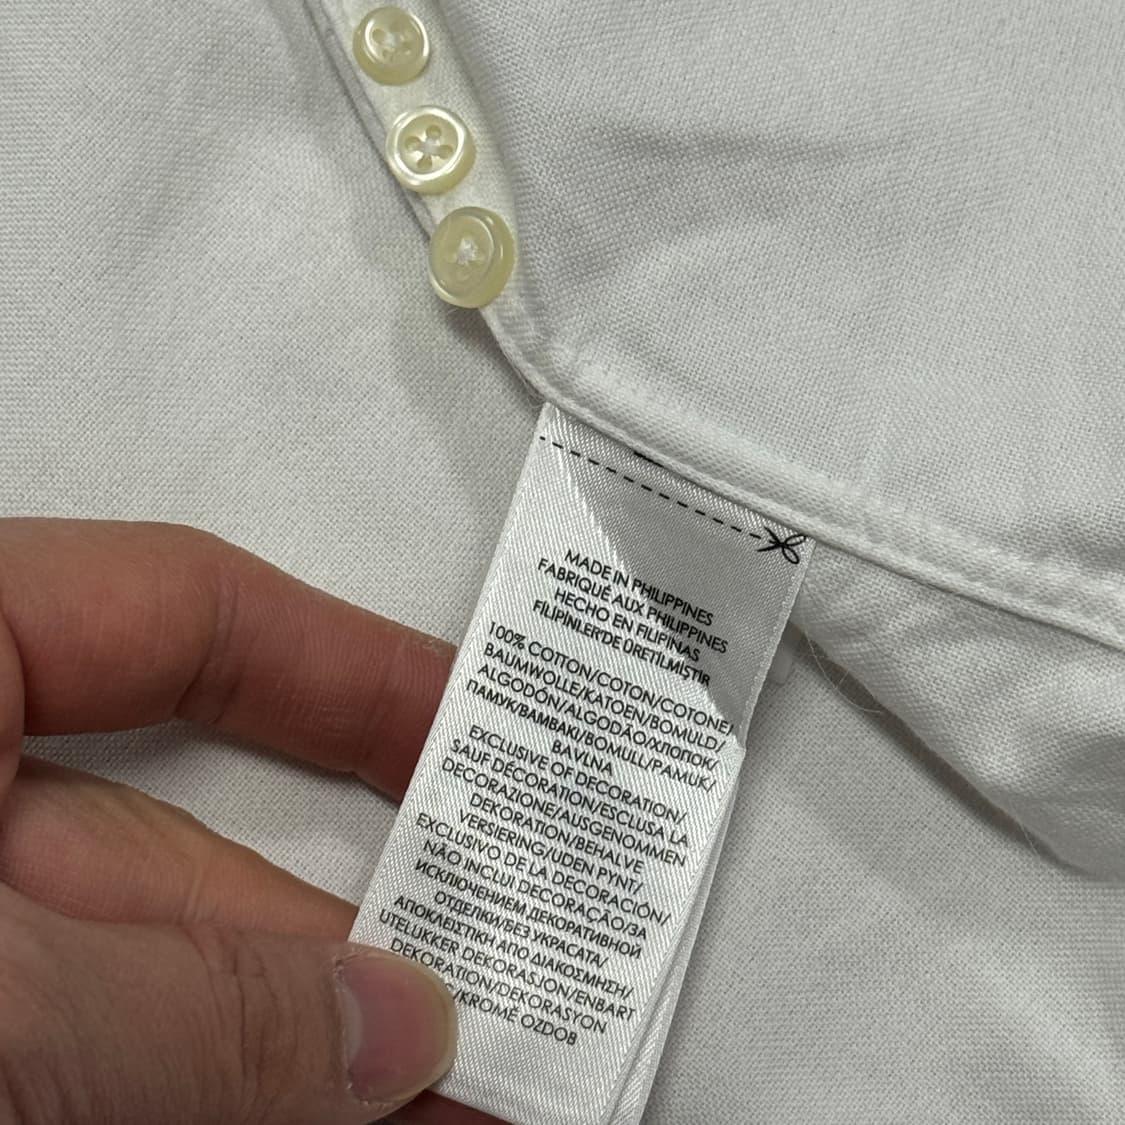 MADE IN PHILIPPINES
FABRIQUÉ AUX PHILIPPINES
HECHO EN FILIPINAS
FILIPINLER'DE ÜRETILMIŞTIR
100% COTTON/COTON/COTONE/
BAUMWOLLE/KATOEN/BOMULD/
ALGODÓN/ALGODÃO/ХЛОПОК/
ПАМУК/BAMBAKI/BOMULL/PAMUK/
BAVLNA
EXCLUSIVE OF DECORATION/
SAUF DÉCORATION/ESCLUSA LA
DECORAZIONE/AUSGENOMMEN
DEKORATION/BEHALVE
VERSIERING/UDEN PYNT/
EXCLUSIVO DE LA DECORACIÓN/
NÃO INCLUI DECORAÇÃO/ЗА
ИСКЛЮЧЕНИЕМ ДЕКОРАТИВНОЙ
ОТДЕЛКИ/БЕЗ УКРАСАТА/
ΑΠΟΚΛΕΙΣΤΙΚΗ ΑΠΟ ΔΙΑΚΟΣΜΗΣΗ/
UTELUKKER DEKORASJON/ENBART
DEKORATION/DEKORASYON
/KROMĚ OZDOB